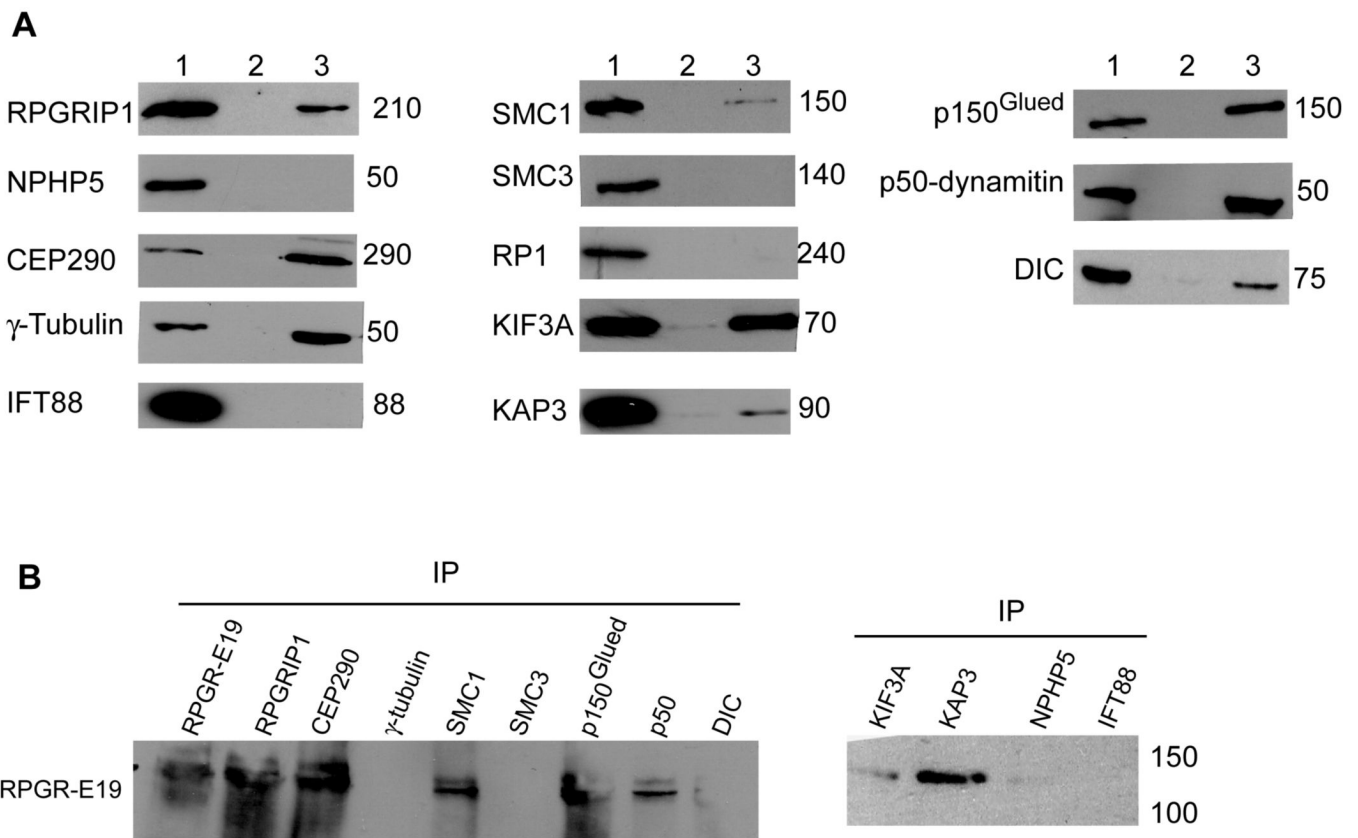 A
1 2 3
RPGRIP1 210
NPHP5 50
CEP290 290
γ-Tubulin 50
IFT88 88
1 2 3
SMC1 150
SMC3 140
RP1 240
KIF3A 70
KAP3 90
1 2 3
p150Glued 150
p50-dynamitin 50
DIC 75
B
IP
RPGR-E19 RPGRIP1 CEP290 γ-tubulin SMC1 SMC3 p150Glued p50 DIC
RPGR-E19
IP
KIF3A KAP3 NPHP5 IFT88
150
100